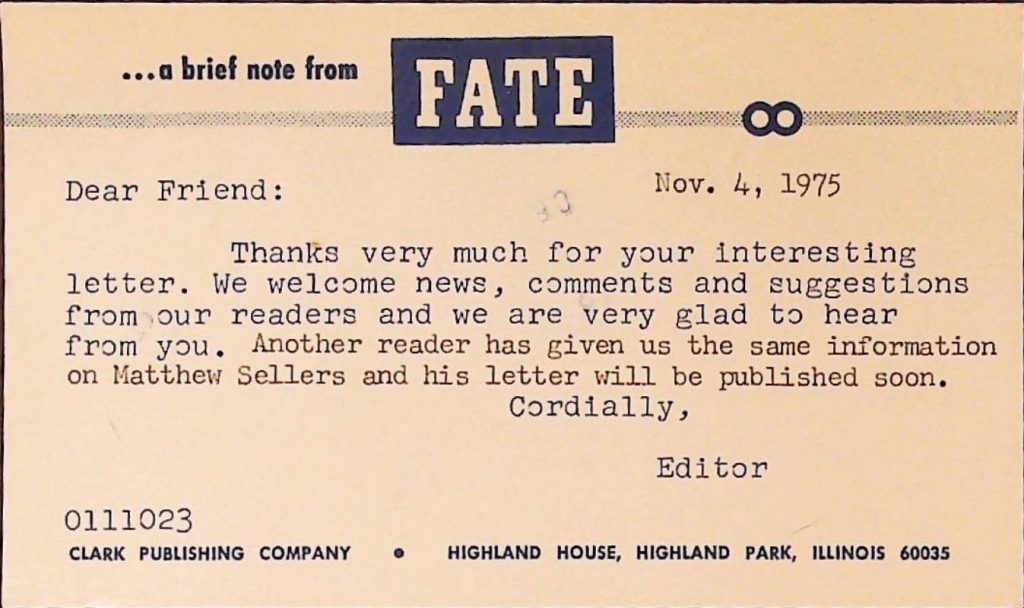 ...a brief note from FATE
Dear Friend: Nov. 4, 1975
Thanks very much for your interesting
letter. We welcome news, comments and suggestions
from our readers and we are very glad to hear
from you. Another reader has given us the same information
on Matthew Sellers and his letter will be published soon.
Cordially,
Editor
0111023
CLARK PUBLISHING COMPANY • HIGHLAND HOUSE, HIGHLAND PARK, ILLINOIS 60035